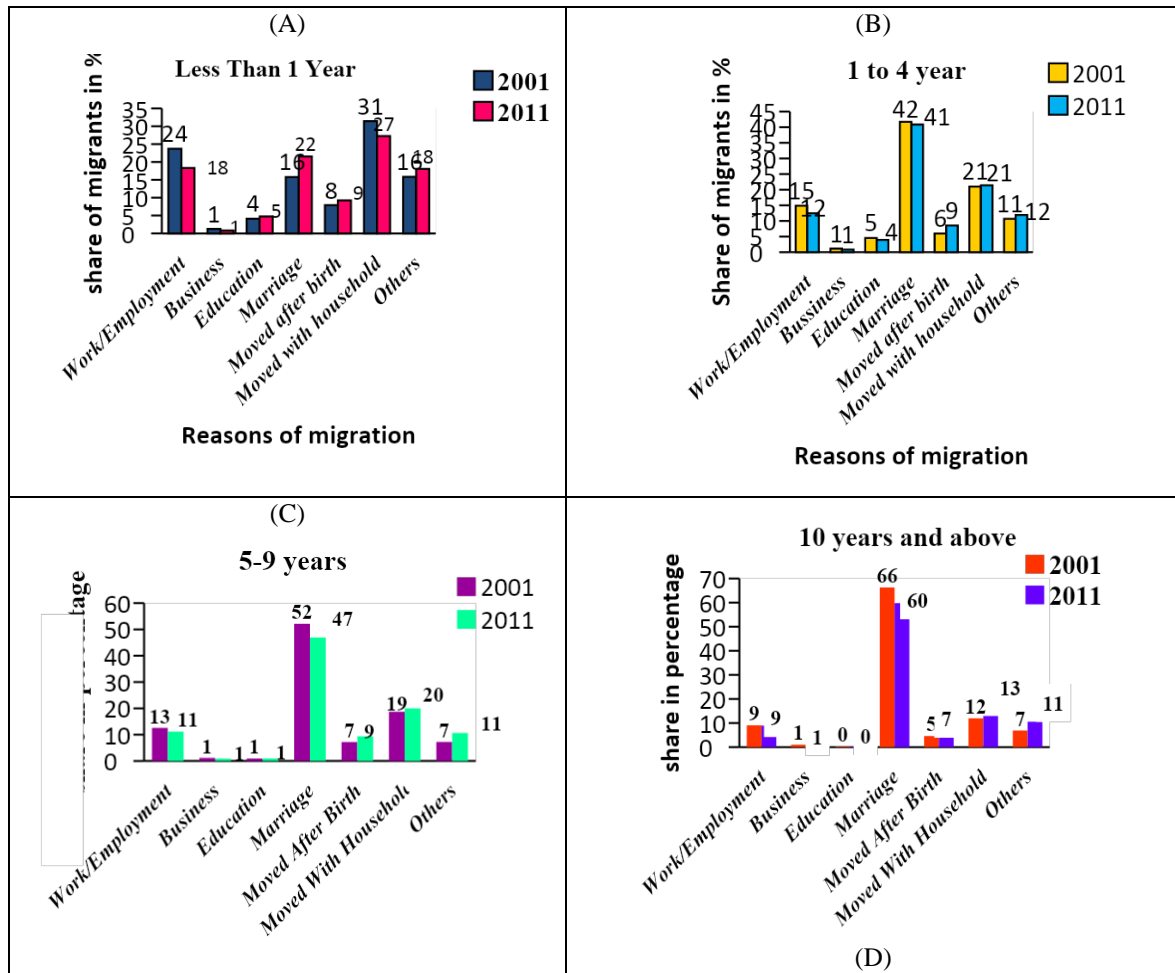 (A)
Less Than 1 Year
2001
2011
share of migrants in %
35
30
25
20
15
10
5
0
24
18
1
1
4
5
16
22
8
9
31
27
16
18
Work/Employment
Business
Education
Marriage
Moved after birth
Moved with household
Others
Reasons of migration
(B)
1 to 4 year
2001
2011
Share of migrants in %
45
40
35
30
25
20
15
10
5
0
15
12
1
1
5
4
42
41
6
9
21
21
11
12
Work/Employment
Bussiness
Education
Marriage
Moved after birth
Moved with household
Others
Reasons of migration
(C)
5-9 years
2001
2011
60
50
40
30
20
10
0
13
11
1
1
1
1
52
47
7
9
19
20
7
11
Work/Employment
Business
Education
Marriage
Moved After Birth
Moved With Household
Others
10 years and above
2001
2011
share in percentage
70
60
50
40
30
20
10
0
9
9
1
1
0
0
66
60
5
7
12
13
7
11
Work/Employment
Business
Education
Marriage
Moved After Birth
Moved With Household
Others
(D)